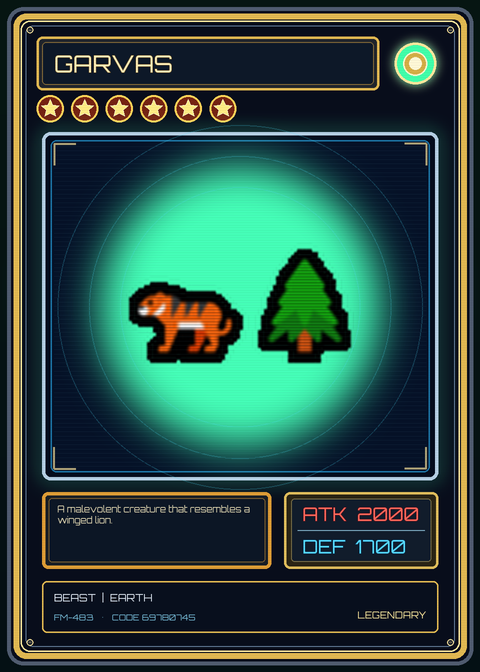 GARVAS
A malevolent creature that resembles a
winged lion.
ATK 2000
DEF 1700
BEAST | EARTH
FM-483 · CODE 69780745
LEGENDARY